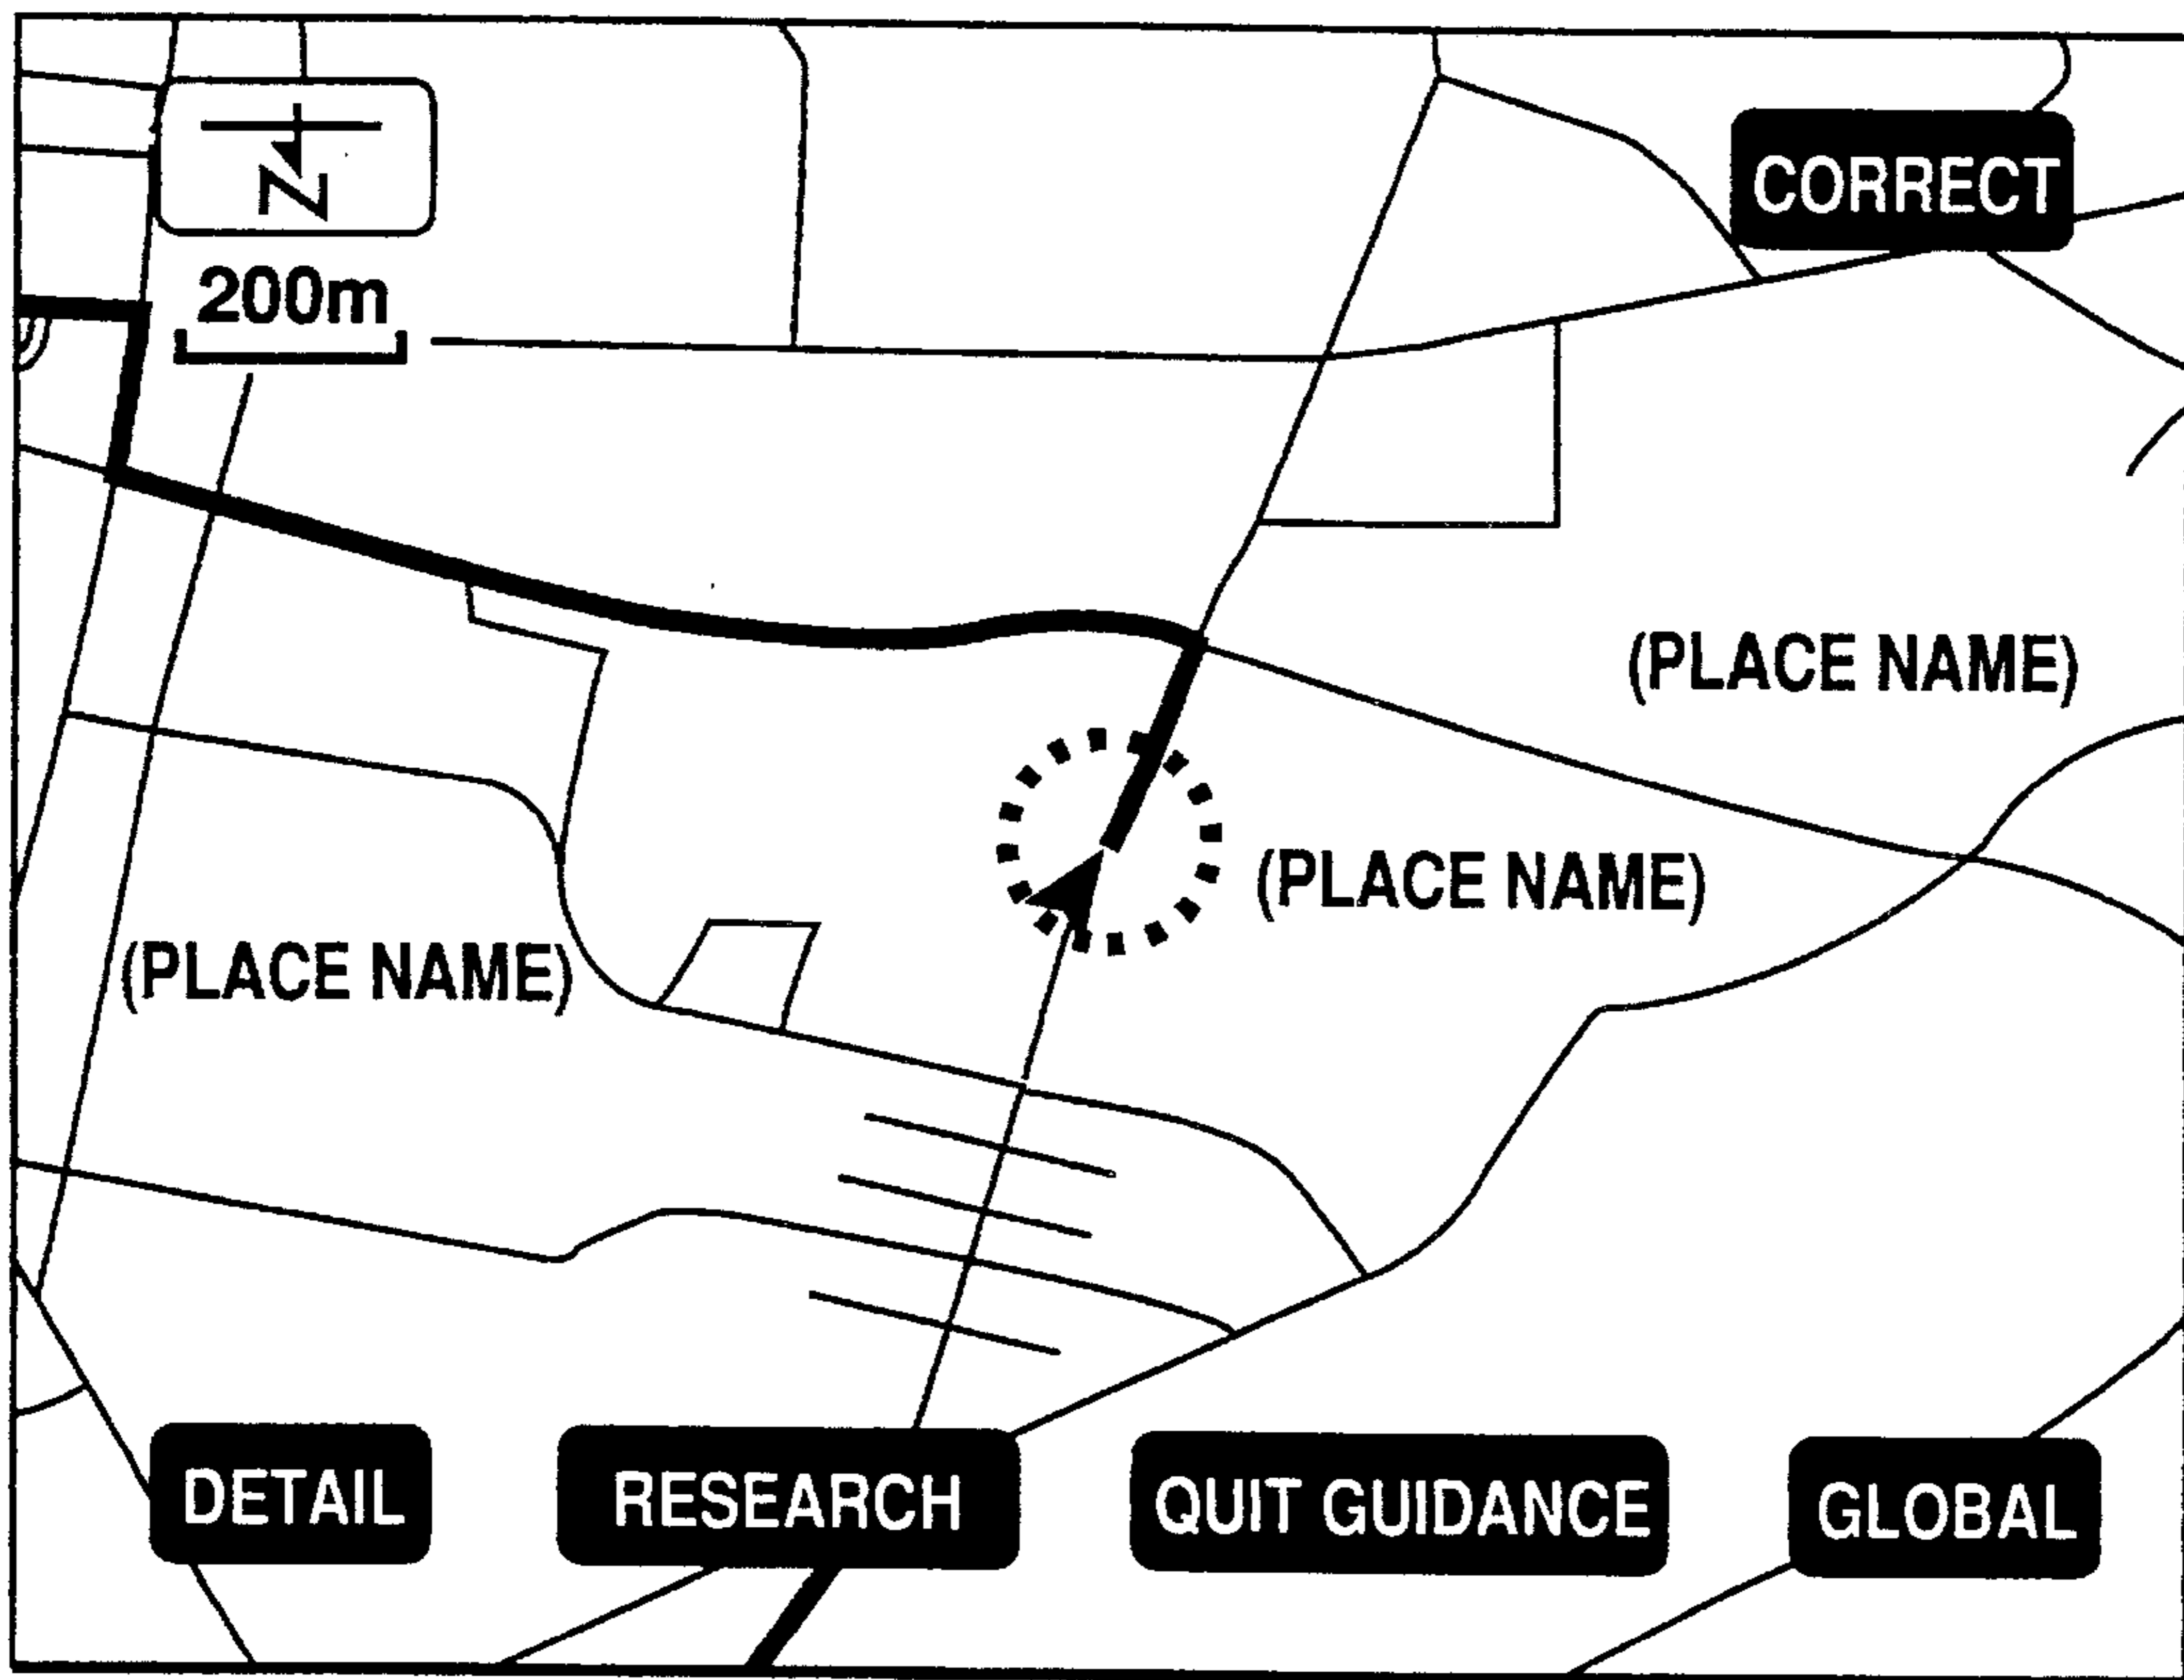 N
CORRECT
200m
(PLACE NAME)
(PLACE NAME)
(PLACE NAME)
DETAIL
RESEARCH
QUIT GUIDANCE
GLOBAL